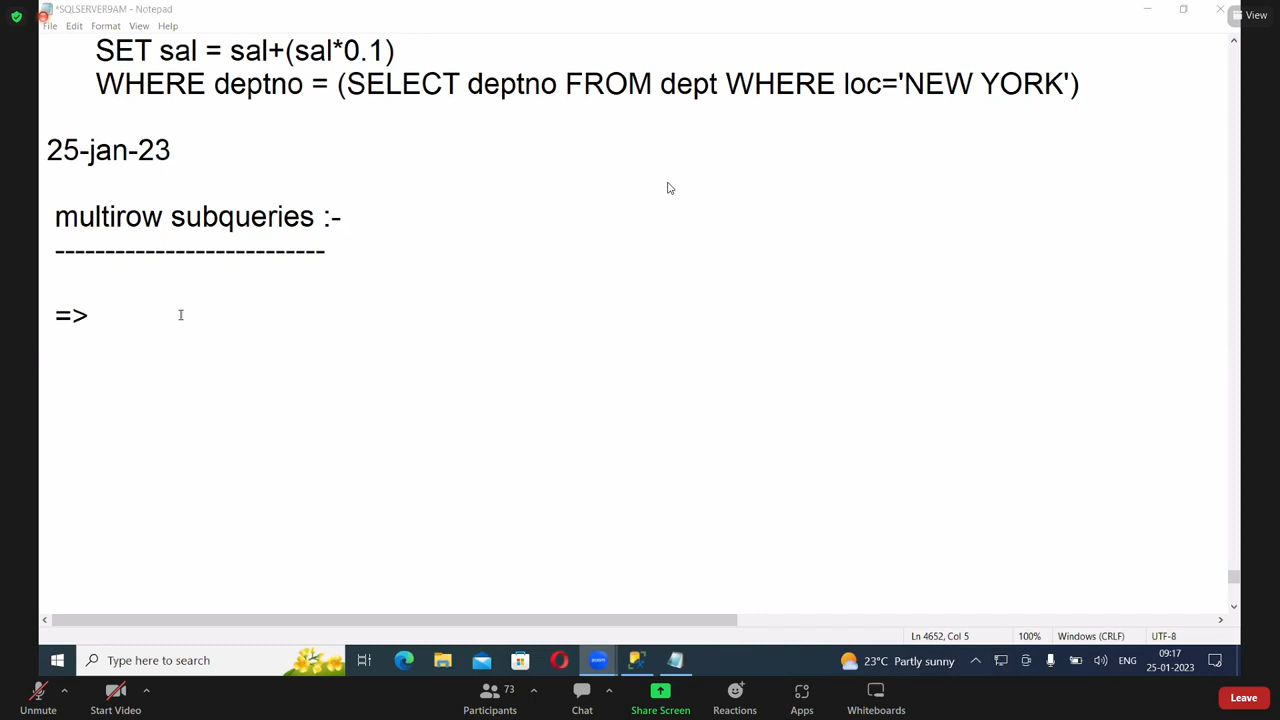 *SQLSERVER9AM - Notepad
View
File Edit Format View Help
SET sal = sal+(sal*0.1)
WHERE deptno = (SELECT deptno FROM dept WHERE loc='NEW YORK')
25-jan-23
multirow subqueries :-
---------------------------
=>
Ln 4652, Col 5 100% Windows (CRLF) UTF-8
Type here to search
23°C Partly sunny ENG 09:17
25-01-2023
73
Unmute Start Video Participants Chat Share Screen Reactions Apps Whiteboards Leave